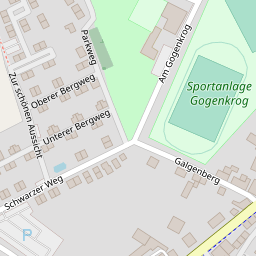 Parkweg
Am Gogenkrog
Sportanlage
Gogenkrog
Oberer Bergweg
Zur schönen Aussicht
Unterer Bergweg
Galgenberg
Schwarzer Weg
P